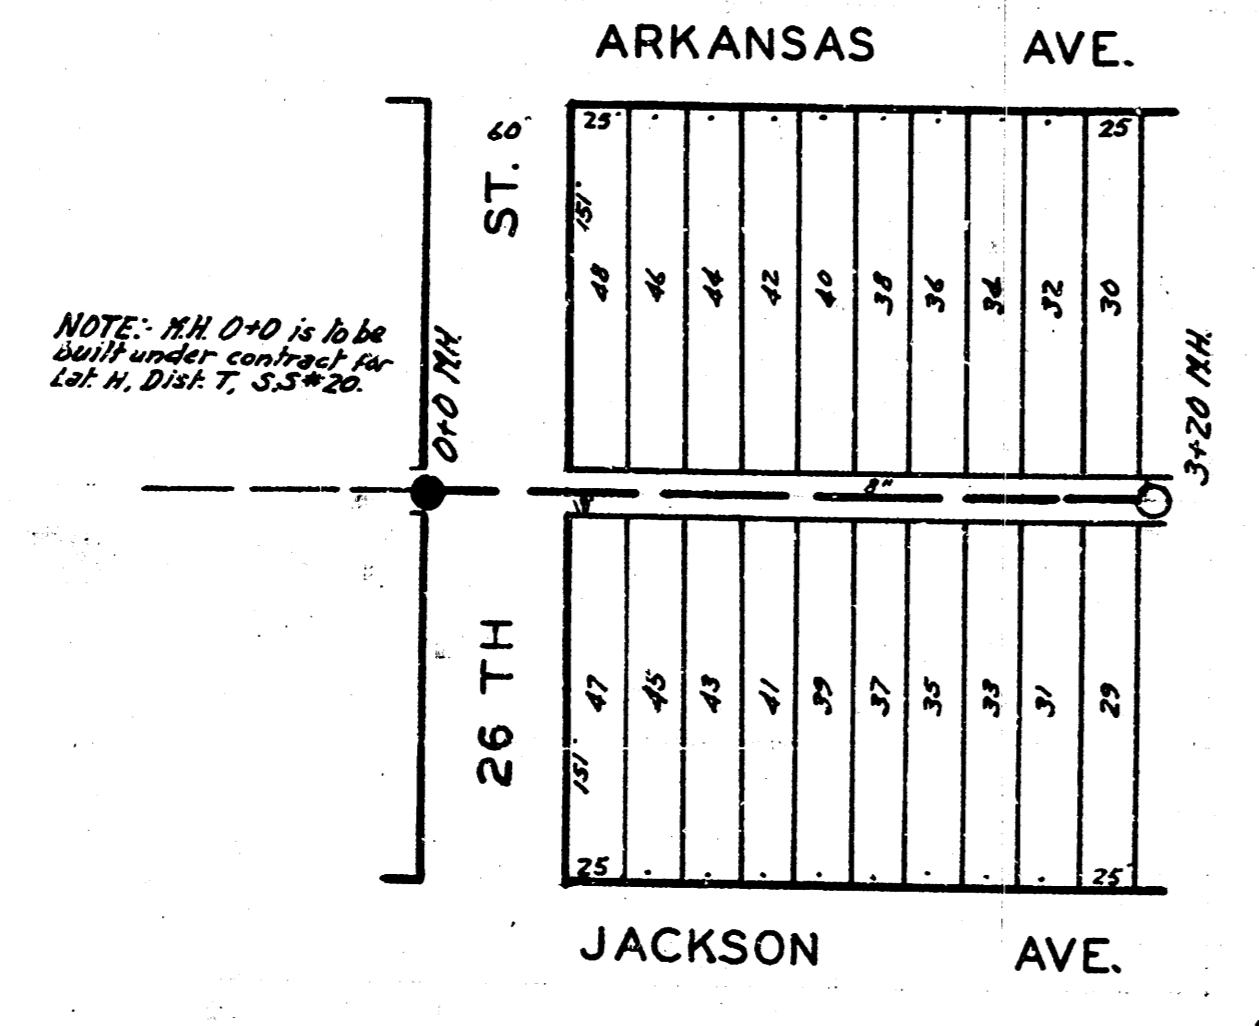 ARKANSAS AVE.
60'
ST.
25' 25
151'
48 46 44 42 40 38 36 34 32 30
NOTE:- M.H. 0+0 is to be
built under contract for
Lat. H, Dist. T, S.S#20.
0+0 M.H.
3+20 M.H.
8"
26 TH
47 45 43 41 39 37 35 33 31 29
151'
25 25'
JACKSON AVE.